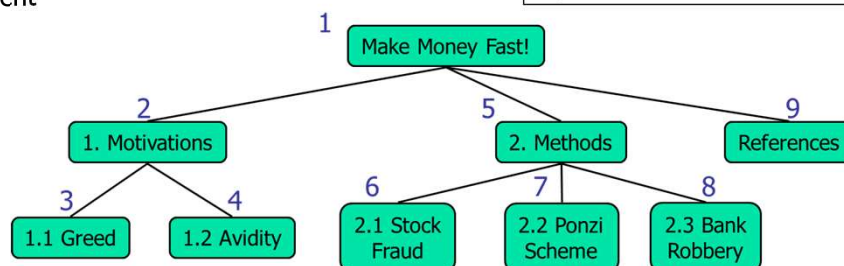 1
Make Money Fast!
2
5
9
1. Motivations
2. Methods
References
3
4
6
7
8
1.1 Greed
1.2 Avidity
2.1 Stock
Fraud
2.2 Ponzi
Scheme
2.3 Bank
Robbery